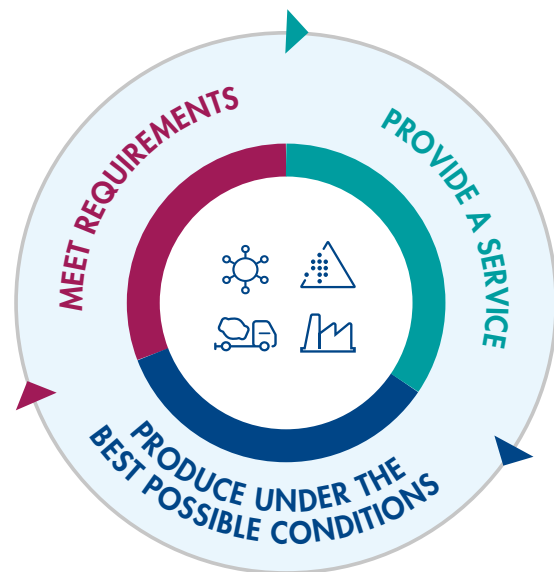 MEET REQUIREMENTS
PROVIDE A SERVICE
PRODUCE UNDER THE
BEST POSSIBLE CONDITIONS